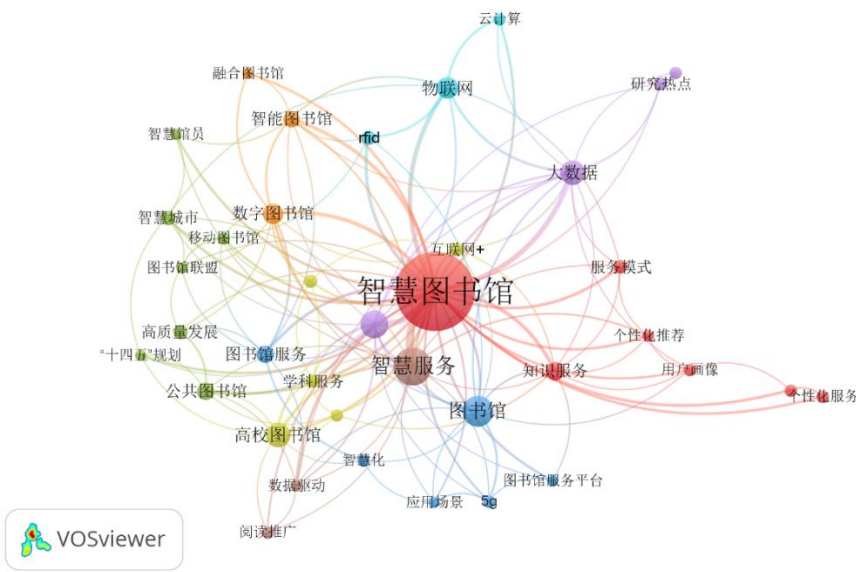 云计算
融合图书馆
物联网
研究热点
智能图书馆
智慧馆员
rfid
大数据
数字图书馆
智慧城市
移动图书馆
互联网+
图书馆联盟
服务模式
智慧图书馆
高质量发展
个性化推荐
"十四五"规划
图书馆服务
智慧服务
知识服务
用户画像
公共图书馆
学科服务
个性化服务
图书馆
高校图书馆
智慧化
数据驱动
图书馆服务平台
应用场景
5g
阅读推广
VOSviewer